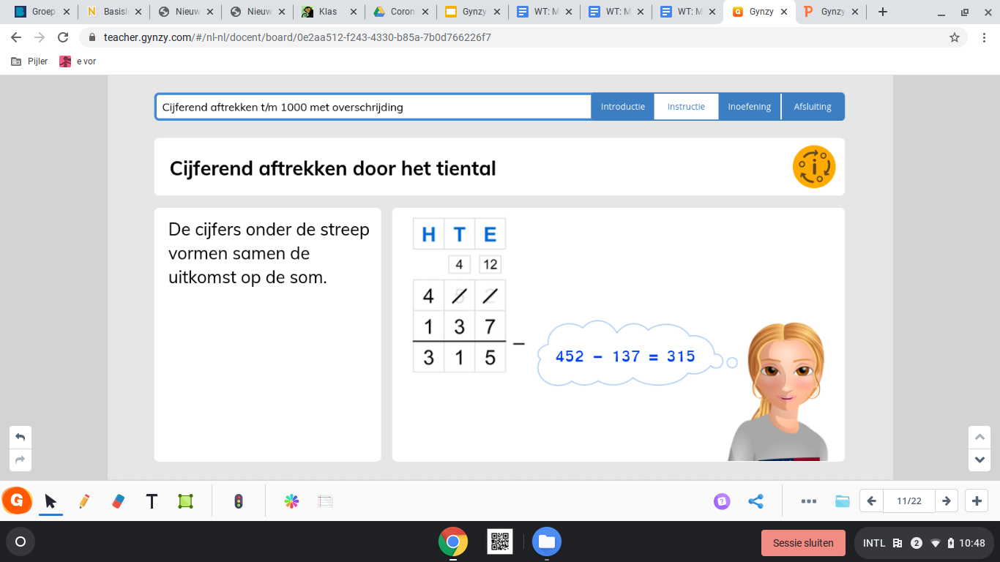 Groep
Basis
Nieuw
Nieuw
Klas
Coron
Gynzy
WT: M
WT: M
WT: M
Gynzy
Gynzy
teacher.gynzy.com/#/nl-nl/docent/board/0e2aa512-f243-4330-b85a-7b0d766226f7
Pijler
e vor
Cijferend aftrekken t/m 1000 met overschrijding
Introductie
Instructie
Inoefening
Afsluiting
Cijferend aftrekken door het tiental
De cijfers onder de streep
vormen samen de
uitkomst op de som.
H T E
4 12
4 5 2
1 3 7
–
3 1 5
452 - 137 = 315
11/22
Sessie sluiten
INTL
2
10:48